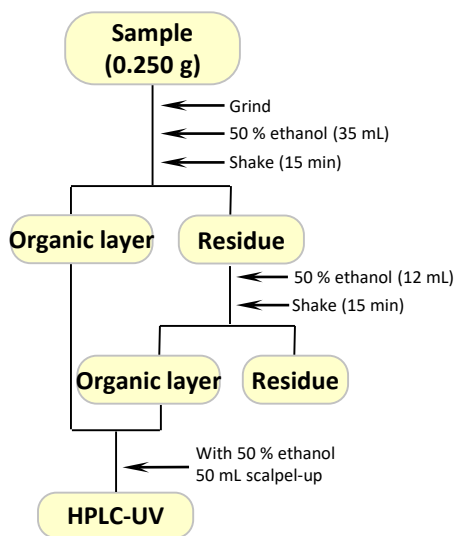 Sample
(0.250 g)
Grind
50 % ethanol (35 mL)
Shake (15 min)
Organic layer
Residue
50 % ethanol (12 mL)
Shake (15 min)
Organic layer
Residue
With 50 % ethanol
50 mL scalpel-up
HPLC-UV